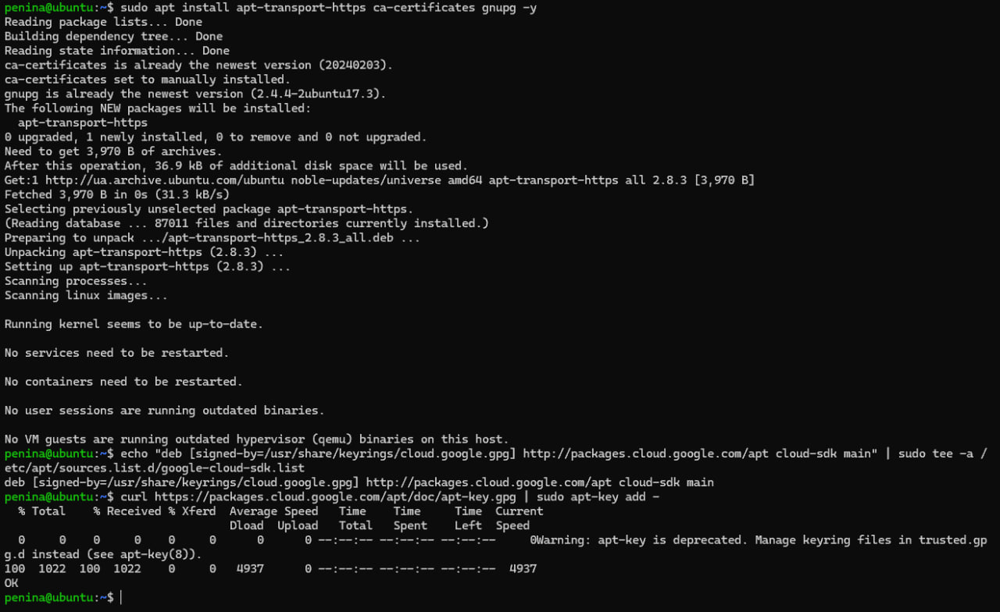 penina@ubuntu:~$ sudo apt install apt-transport-https ca-certificates gnupg -y
Reading package lists... Done
Building dependency tree... Done
Reading state information... Done
ca-certificates is already the newest version (20240203).
ca-certificates set to manually installed.
gnupg is already the newest version (2.4.4-2ubuntu17.3).
The following NEW packages will be installed:
  apt-transport-https
0 upgraded, 1 newly installed, 0 to remove and 0 not upgraded.
Need to get 3,970 B of archives.
After this operation, 36.9 kB of additional disk space will be used.
Get:1 http://ua.archive.ubuntu.com/ubuntu noble-updates/universe amd64 apt-transport-https all 2.8.3 [3,970 B]
Fetched 3,970 B in 0s (31.3 kB/s)
Selecting previously unselected package apt-transport-https.
(Reading database ... 87011 files and directories currently installed.)
Preparing to unpack .../apt-transport-https_2.8.3_all.deb ...
Unpacking apt-transport-https (2.8.3) ...
Setting up apt-transport-https (2.8.3) ...
Scanning processes...
Scanning linux images...

Running kernel seems to be up-to-date.

No services need to be restarted.

No containers need to be restarted.

No user sessions are running outdated binaries.

No VM guests are running outdated hypervisor (qemu) binaries on this host.
penina@ubuntu:~$ echo "deb [signed-by=/usr/share/keyrings/cloud.google.gpg] http://packages.cloud.google.com/apt cloud-sdk main" | sudo tee -a /
etc/apt/sources.list.d/google-cloud-sdk.list
deb [signed-by=/usr/share/keyrings/cloud.google.gpg] http://packages.cloud.google.com/apt cloud-sdk main
penina@ubuntu:~$ curl https://packages.cloud.google.com/apt/doc/apt-key.gpg | sudo apt-key add -
  % Total    % Received % Xferd  Average Speed   Time    Time     Time  Current
                                 Dload  Upload   Total   Spent    Left  Speed
  0     0    0     0    0     0      0      0 --:--:-- --:--:-- --:--:--     0Warning: apt-key is deprecated. Manage keyring files in trusted.gp
g.d instead (see apt-key(8)).
100  1022  100  1022    0     0   4937      0 --:--:-- --:--:-- --:--:--  4937
OK
penina@ubuntu:~$